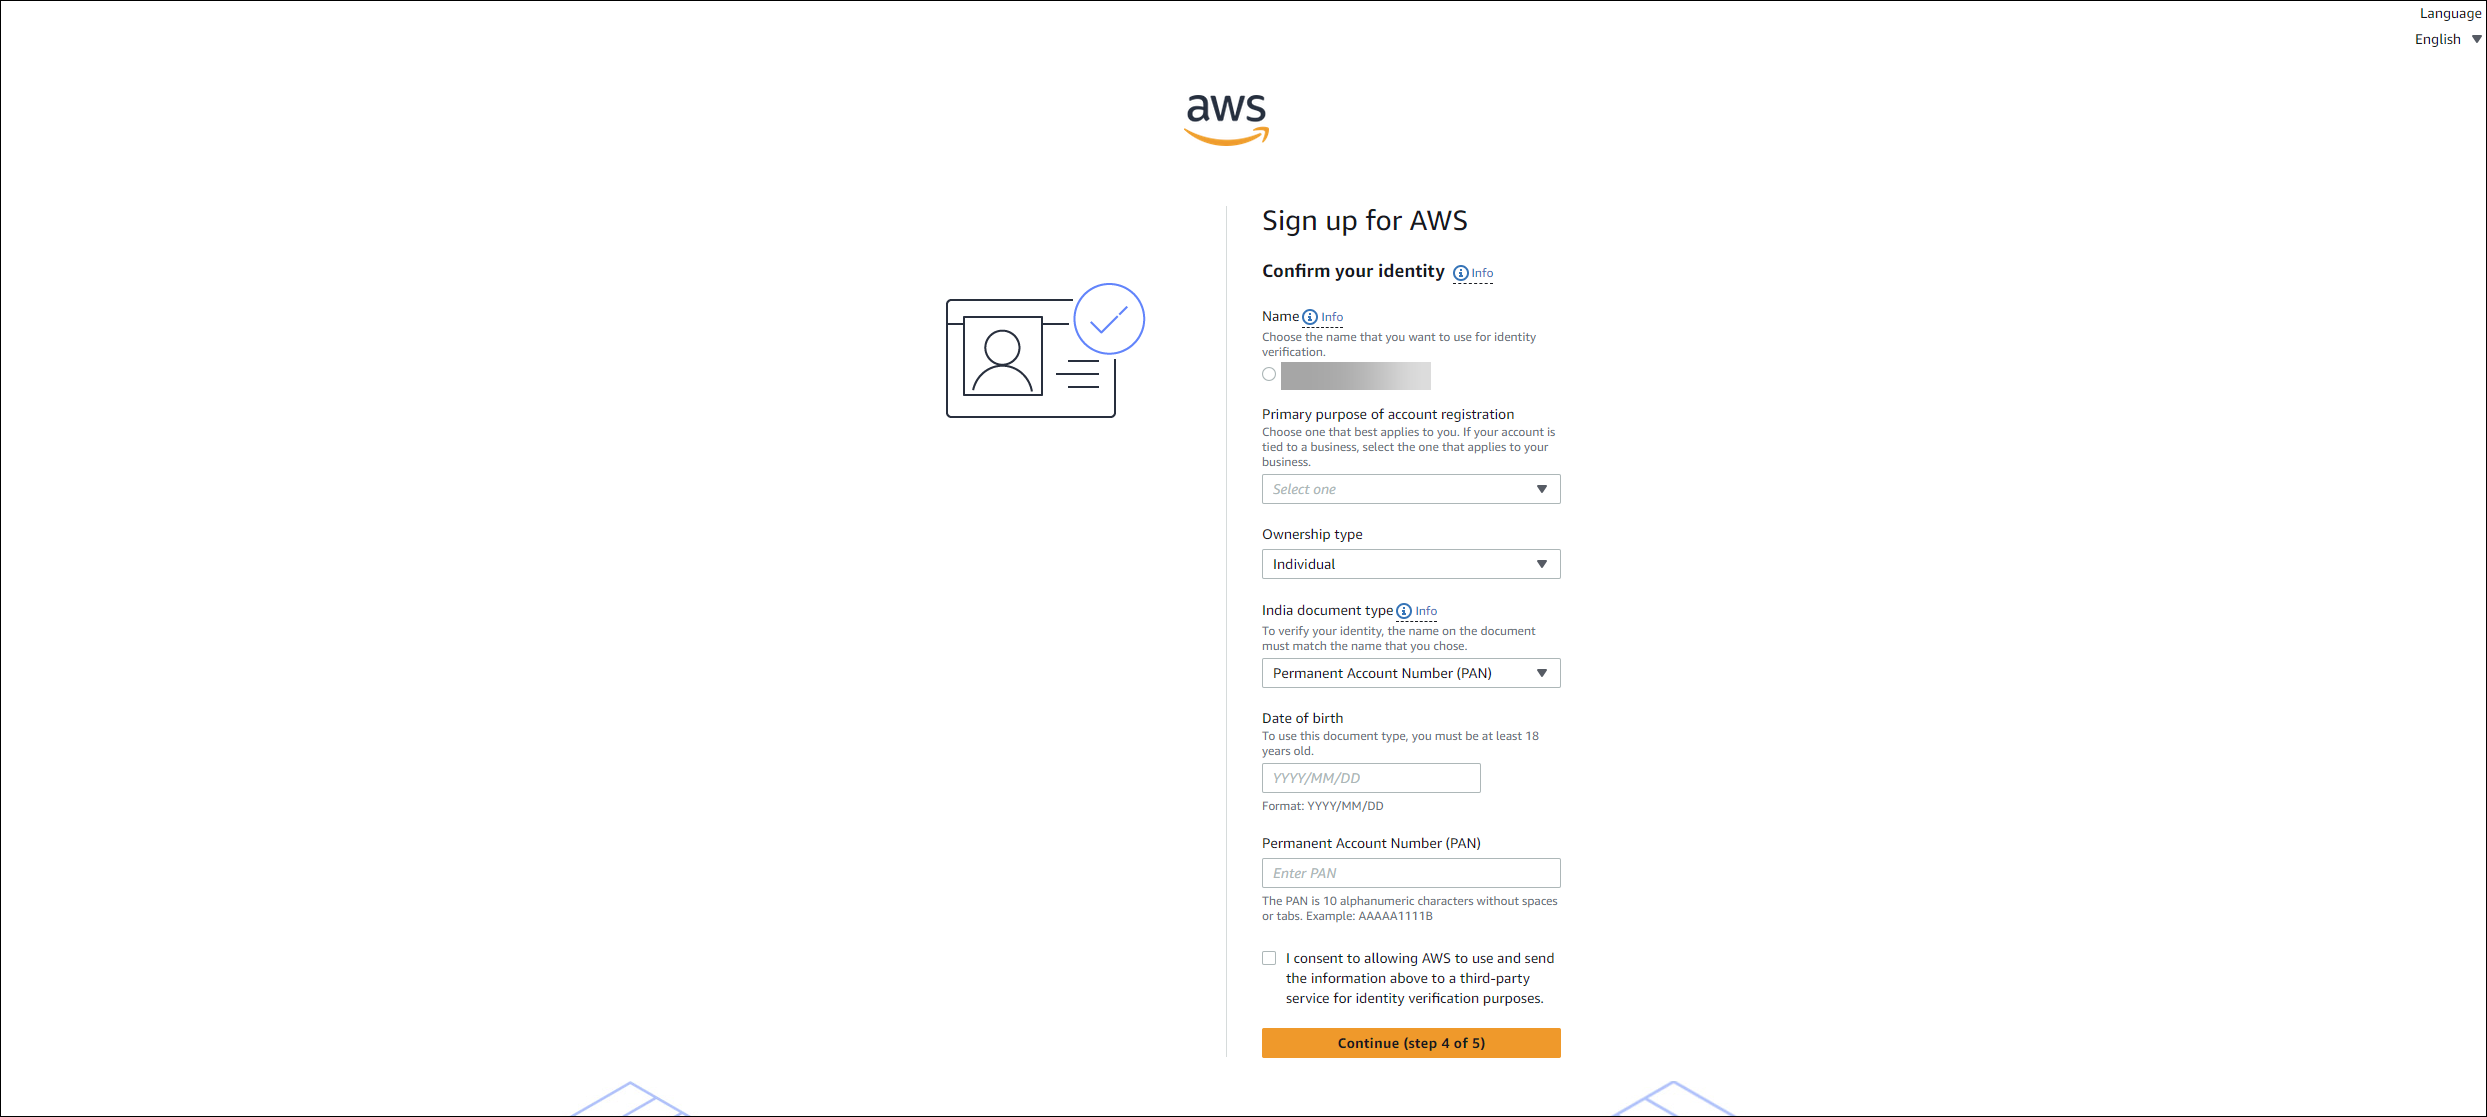 Language
English
aws
Sign up for AWS
Confirm your identity Info
Name Info
Choose the name that you want to use for identity
verification.
Primary purpose of account registration
Choose one that best applies to you. If your account is
tied to a business, select the one that applies to your
business.
Select one
Ownership type
Individual
India document type Info
To verify your identity, the name on the document
must match the name that you chose.
Permanent Account Number (PAN)
Date of birth
To use this document type, you must be at least 18
years old.
YYYY/MM/DD
Format: YYYY/MM/DD
Permanent Account Number (PAN)
Enter PAN
The PAN is 10 alphanumeric characters without spaces
or tabs. Example: AAAAA1111B
I consent to allowing AWS to use and send
the information above to a third-party
service for identity verification purposes.
Continue (step 4 of 5)